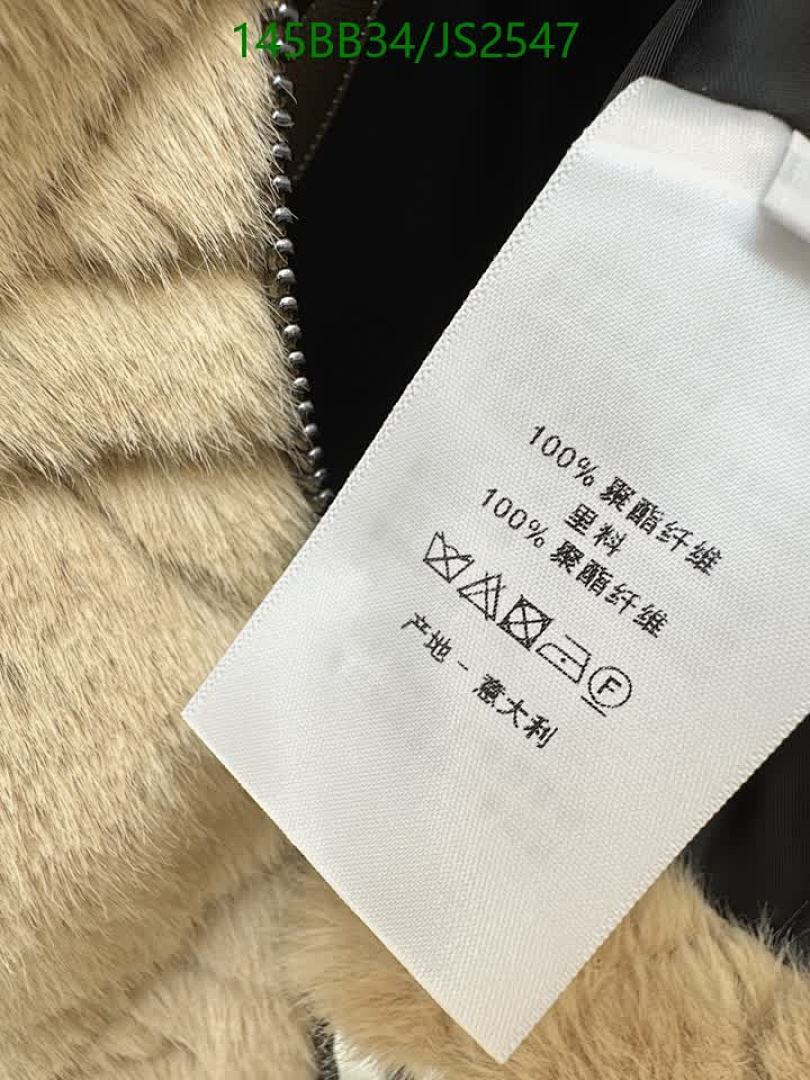 145BB34/JS2547
100% 聚酯纤维
里料
100% 聚酯纤维
F
产地 - 意大利